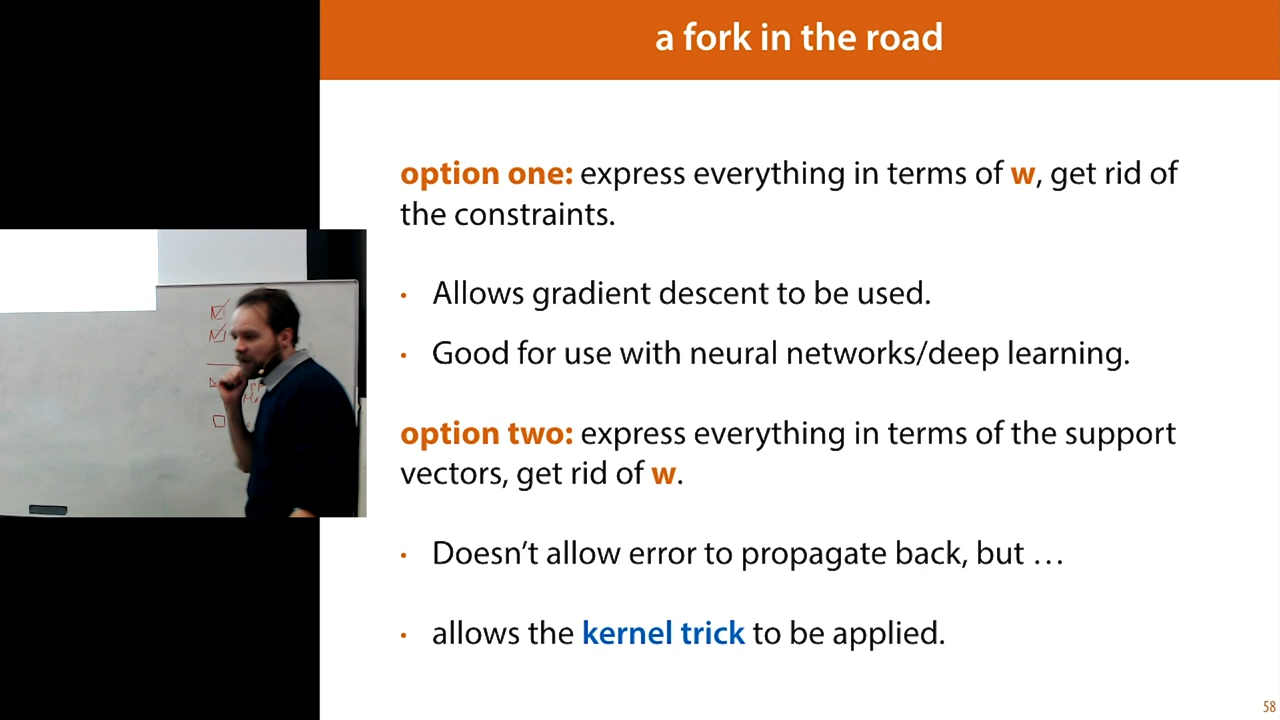 a fork in the road
option one: express everything in terms of w, get rid of
the constraints.
• Allows gradient descent to be used.
• Good for use with neural networks/deep learning.
option two: express everything in terms of the support
vectors, get rid of w.
• Doesn’t allow error to propagate back, but …
• allows the kernel trick to be applied.
58